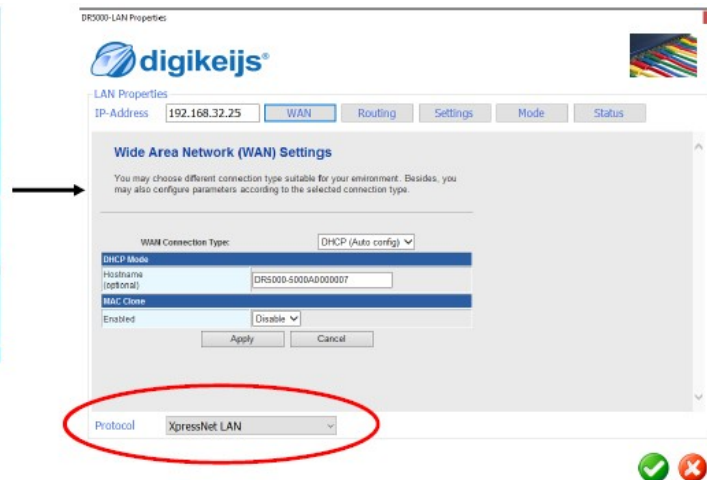 DR5000-LAN Properties
digikeijs®
LAN Properties
IP-Address 192.168.32.25 WAN Routing Settings Mode Status
Wide Area Network (WAN) Settings
You may choose different connection type suitable for your environment. Besides, you
may also configure parameters according to the selected connection type.
WAN Connection Type: DHCP (Auto config)
DHCP Mode
Hostname
(optional) DR5000-5000A0000007
MAC Clone
Enabled Disable
Apply Cancel
Protocol XpressNet LAN